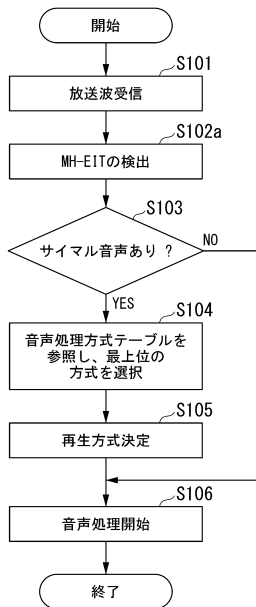 開始
S101
放送波受信
S102a
MH-EITの検出
S103
サイマル音声あり ?
NO
YES
S104
音声処理方式テーブルを
参照し、最上位の
方式を選択
S105
再生方式決定
S106
音声処理開始
終了